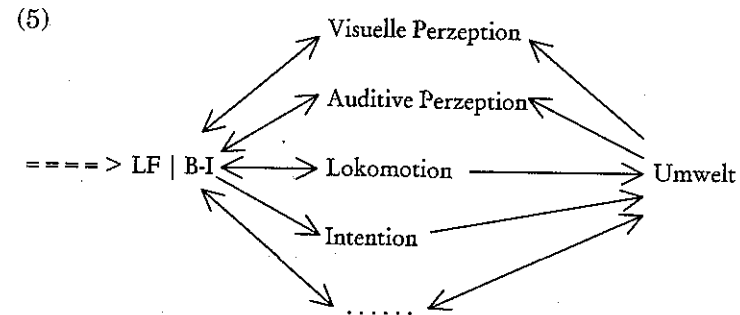 (5)
Visuelle Perzeption
Auditive Perzeption
= = = = > LF | B-I Lokomotion Umwelt
Intention
......